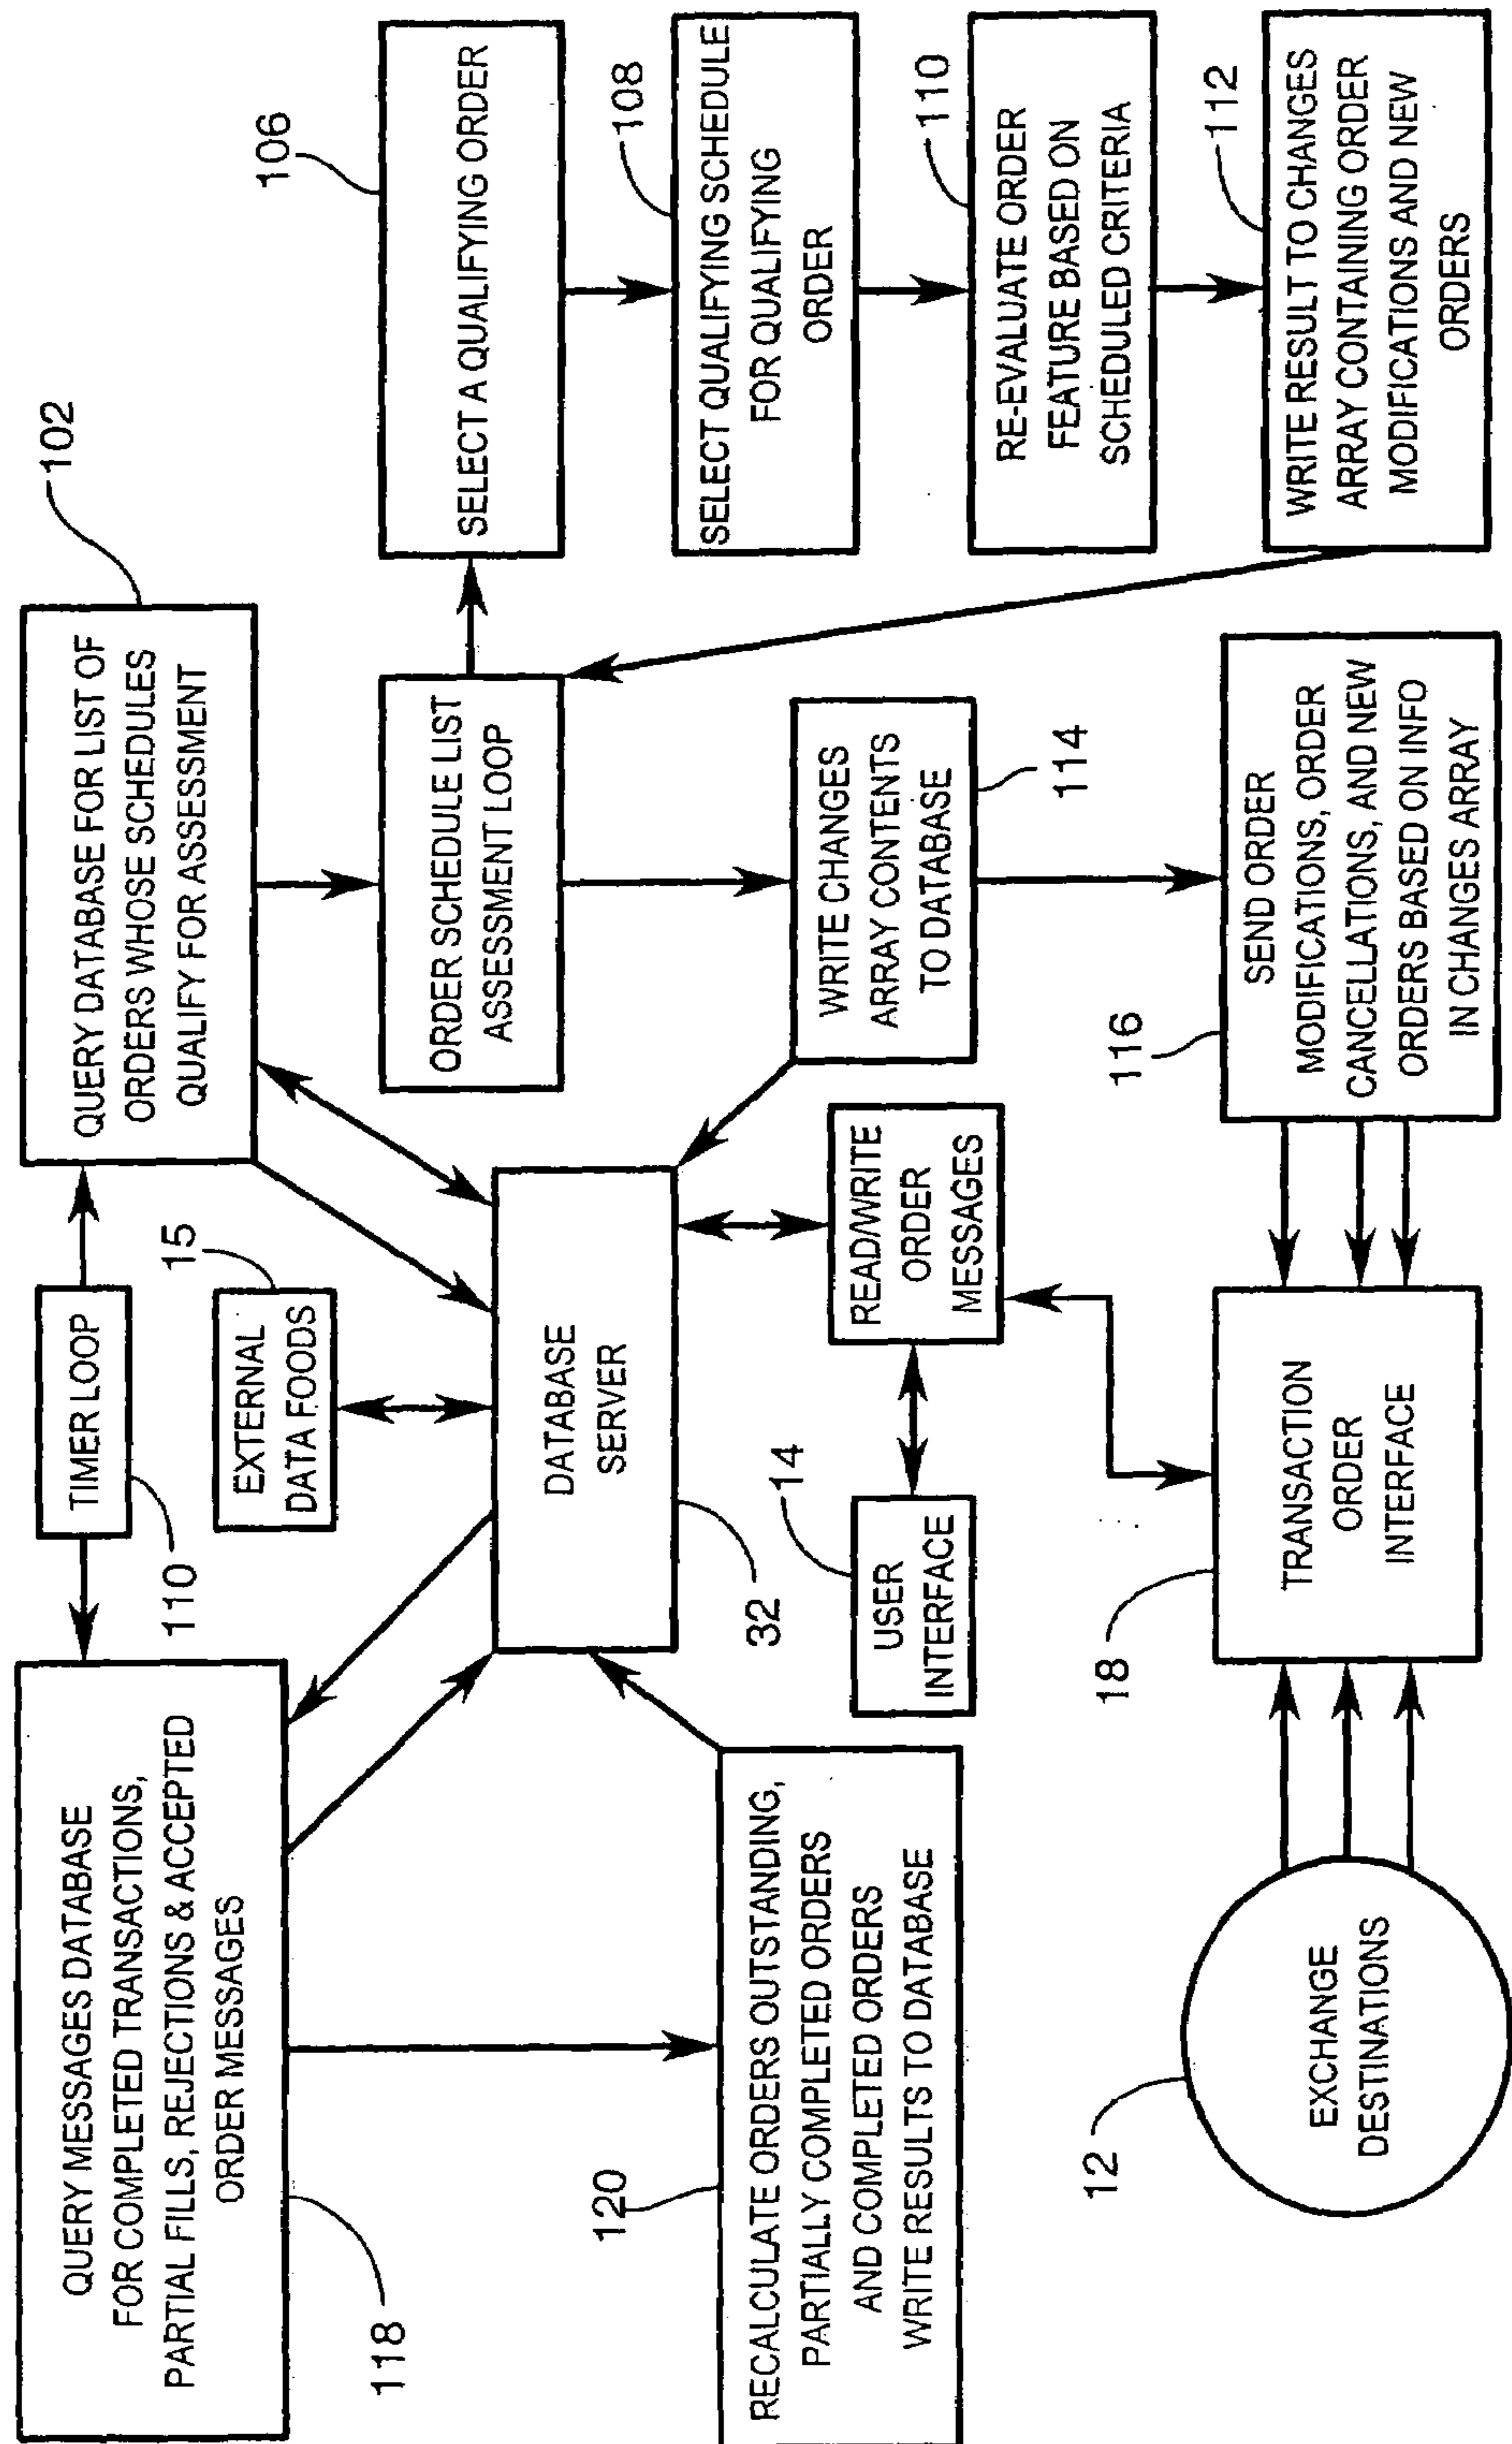 QUERY MESSAGES DATABASE
FOR COMPLETED TRANSACTIONS,
PARTIAL FILLS, REJECTIONS & ACCEPTED
ORDER MESSAGES
118
TIMER LOOP
110
QUERY DATABASE FOR LIST OF
ORDERS WHOSE SCHEDULES
QUALIFY FOR ASSESSMENT
102
EXTERNAL
DATA FOODS
15
ORDER SCHEDULE LIST
ASSESSMENT LOOP
SELECT A QUALIFYING ORDER
106
DATABASE
SERVER
32
SELECT QUALIFYING SCHEDULE
FOR QUALIFYING
ORDER
108
RECALCULATE ORDERS OUTSTANDING,
PARTIALLY COMPLETED ORDERS
AND COMPLETED ORDERS
WRITE RESULTS TO DATABASE
120
USER
INTERFACE
14
READ/WRITE
ORDER
MESSAGES
WRITE CHANGES
ARRAY CONTENTS
TO DATABASE
114
RE-EVALUATE ORDER
FEATURE BASED ON
SCHEDULED CRITERIA
110
EXCHANGE
DESTINATIONS
12
TRANSACTION
ORDER
INTERFACE
18
SEND ORDER
MODIFICATIONS, ORDER
CANCELLATIONS, AND NEW
ORDERS BASED ON INFO
IN CHANGES ARRAY
116
WRITE RESULT TO CHANGES
ARRAY CONTAINING ORDER
MODIFICATIONS AND NEW
ORDERS
112